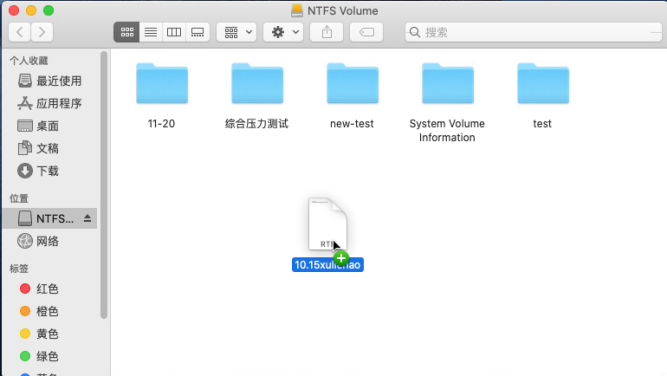 NTFS Volume
搜索
个人收藏
最近使用
应用程序
桌面
文稿
下载
位置
NTFS...
网络
标签
红色
橙色
黄色
绿色
11-20
综合压力测试
new-test
System Volume
Information
test
RTF